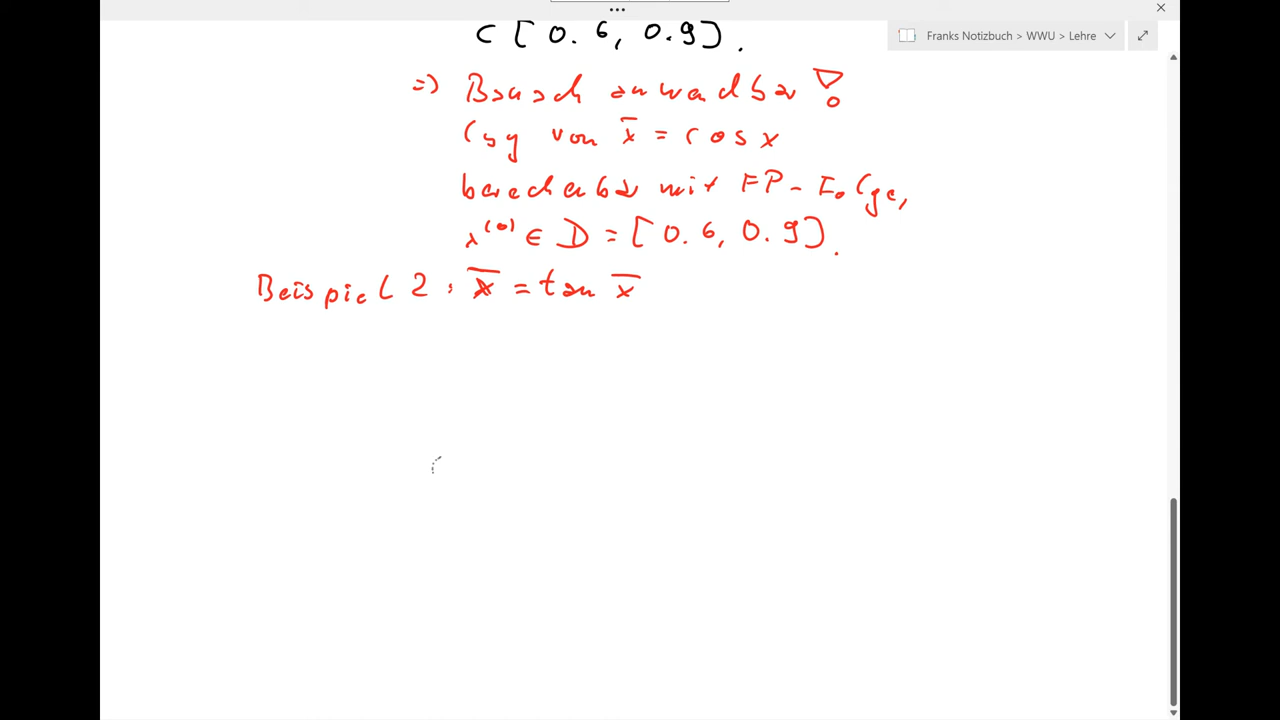 ⊂ [0.6, 0.9].
Franks Notizbuch > WWU > Lehre
=> Banach anwendbar !
Lsg von x̄ = cos x
berechenbar mit FP-Folge,
x⁽⁰⁾ ∈ D = [0.6, 0.9].
Beispiel 2: x̄ = tan x̄